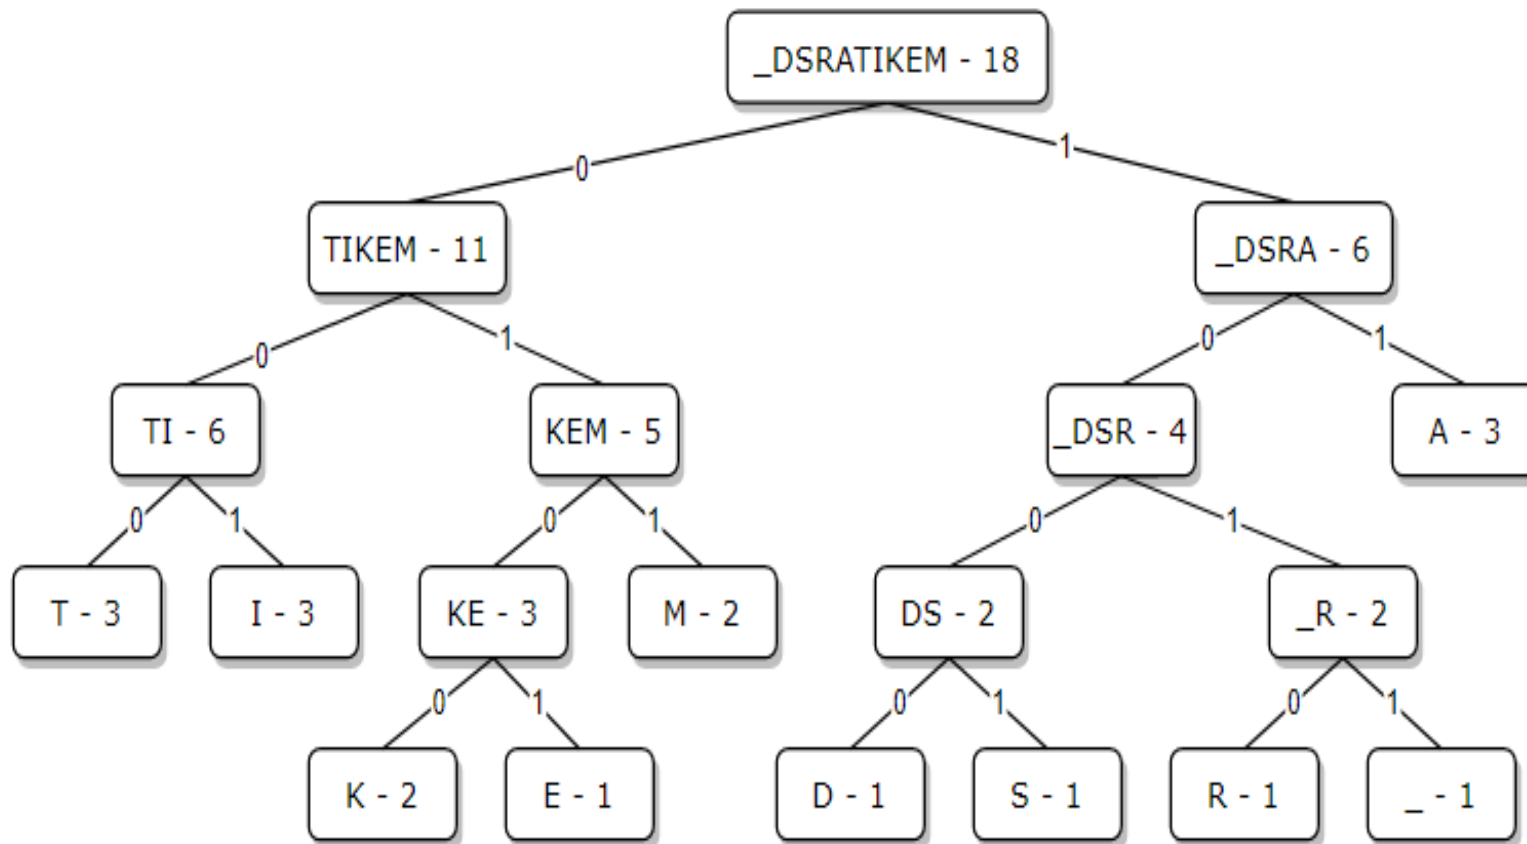 _DSRATIKEM - 18
0
1
TIKEM - 11
_DSRA - 6
0
1
0
1
TI - 6
KEM - 5
_DSR - 4
A - 3
0
1
0
1
0
1
T - 3
I - 3
KE - 3
M - 2
DS - 2
_R - 2
0
1
0
1
0
1
K - 2
E - 1
D - 1
S - 1
R - 1
_ - 1